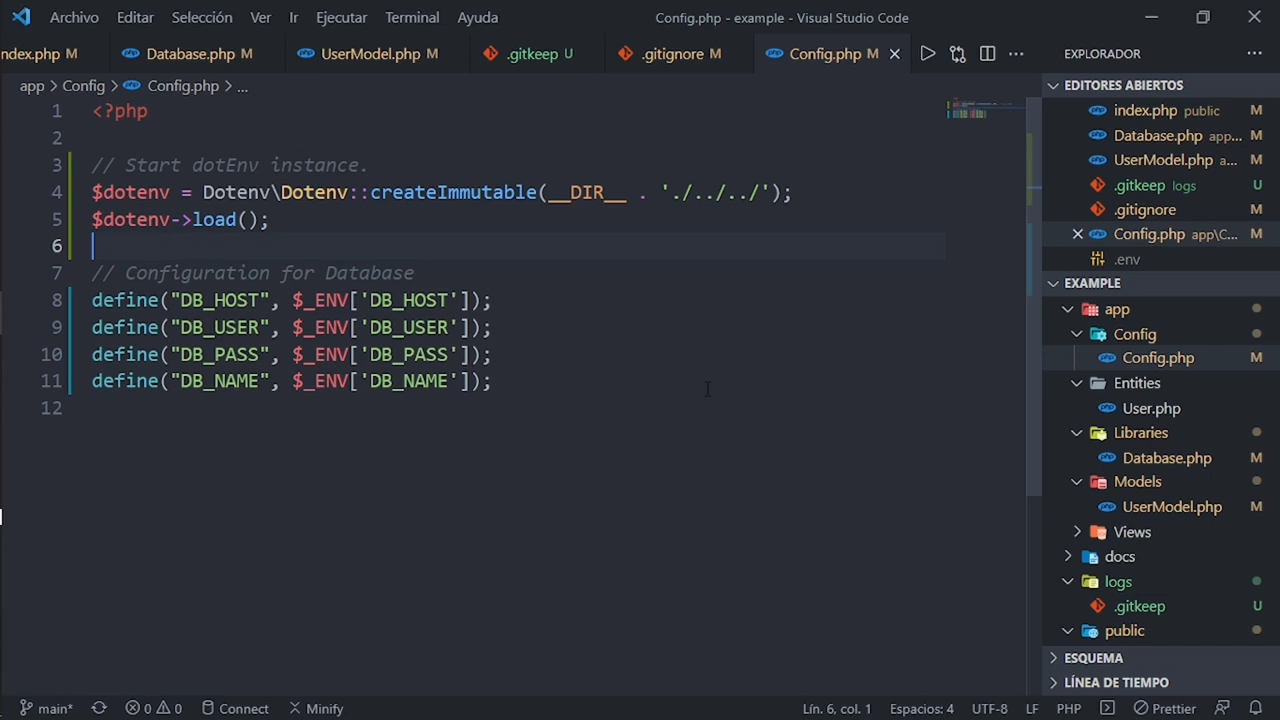 Archivo Editar Selección Ver Ir Ejecutar Terminal Ayuda Config.php - example - Visual Studio Code
ndex.php M Database.php M UserModel.php M .gitkeep U .gitignore M Config.php M
app > Config > Config.php > ...
1 <?php
2
3 // Start dotEnv instance.
4 $dotenv = Dotenv\Dotenv::createImmutable(__DIR__ . './../../');
5 $dotenv->load();
6
7 // Configuration for Database
8 define("DB_HOST", $_ENV['DB_HOST']);
9 define("DB_USER", $_ENV['DB_USER']);
10 define("DB_PASS", $_ENV['DB_PASS']);
11 define("DB_NAME", $_ENV['DB_NAME']);
12
EXPLORADOR
EDITORES ABIERTOS
index.php public M
Database.php app... M
UserModel.php a... M
.gitkeep logs U
.gitignore M
Config.php app\C... M
.env
EXAMPLE
app
Config
Config.php M
Entities
User.php
Libraries
Database.php M
Models
UserModel.php M
Views
docs
logs
.gitkeep U
public
ESQUEMA
LÍNEA DE TIEMPO
main* 0 0 Connect Minify Lín. 6, col. 1 Espacios: 4 UTF-8 LF PHP Prettier